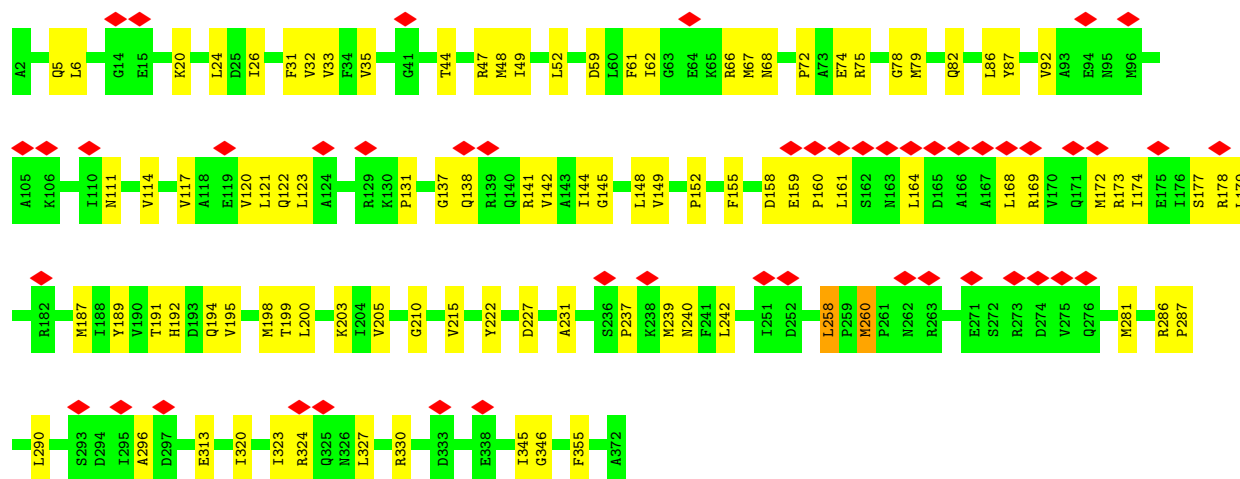 A2 Q5 L6 G14 E15 K20 L24 D25 I26 F31 V32 V33 F34 V35 G41 T44 R47 M48 I49 L52 D59 L60 F61 I62 G63 E64 K65 R66 M67 N68 P72 A73 E74 R75 G78 M79 Q82 L86 Y87 V92 A93 E94 N95 M96
A105 K106 I110 N111 V114 V117 A118 E119 V120 L121 Q122 L123 A124 R129 K130 P131 G137 Q138 R139 Q140 R141 V142 A143 I144 G145 L148 V149 P152 F155 D158 E159 P160 L161 S162 N163 L164 D165 A166 A167 L168 R169 V170 Q171 M172 R173 I174 E175 I176 S177 R178 L179
R182 M187 I188 Y189 V190 T191 H192 D193 Q194 V195 M198 T199 L200 K203 I204 V205 G210 V215 Y222 D227 A231 S236 P237 K238 M239 N240 F241 L242 I251 D252 L258 P259 M260 P261 N262 R263 E271 S272 R273 D274 V275 Q276 M281 R286 P287
L290 S293 D294 I295 A296 D297 E313 I320 I323 R324 Q325 N326 L327 R330 D333 E338 I345 G346 F355 A372